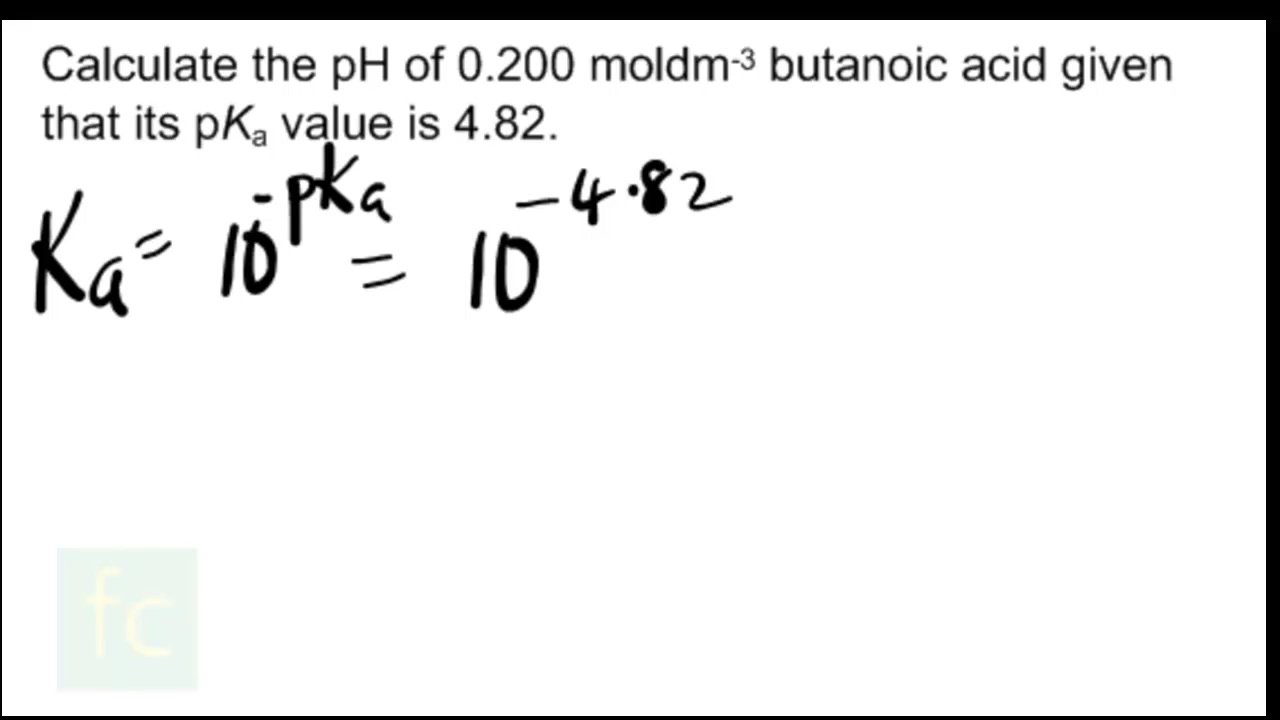 Calculate the pH of 0.200 moldm⁻³ butanoic acid given
that its pKₐ value is 4.82.
Ka = 10^-pKa = 10^-4.82
fc